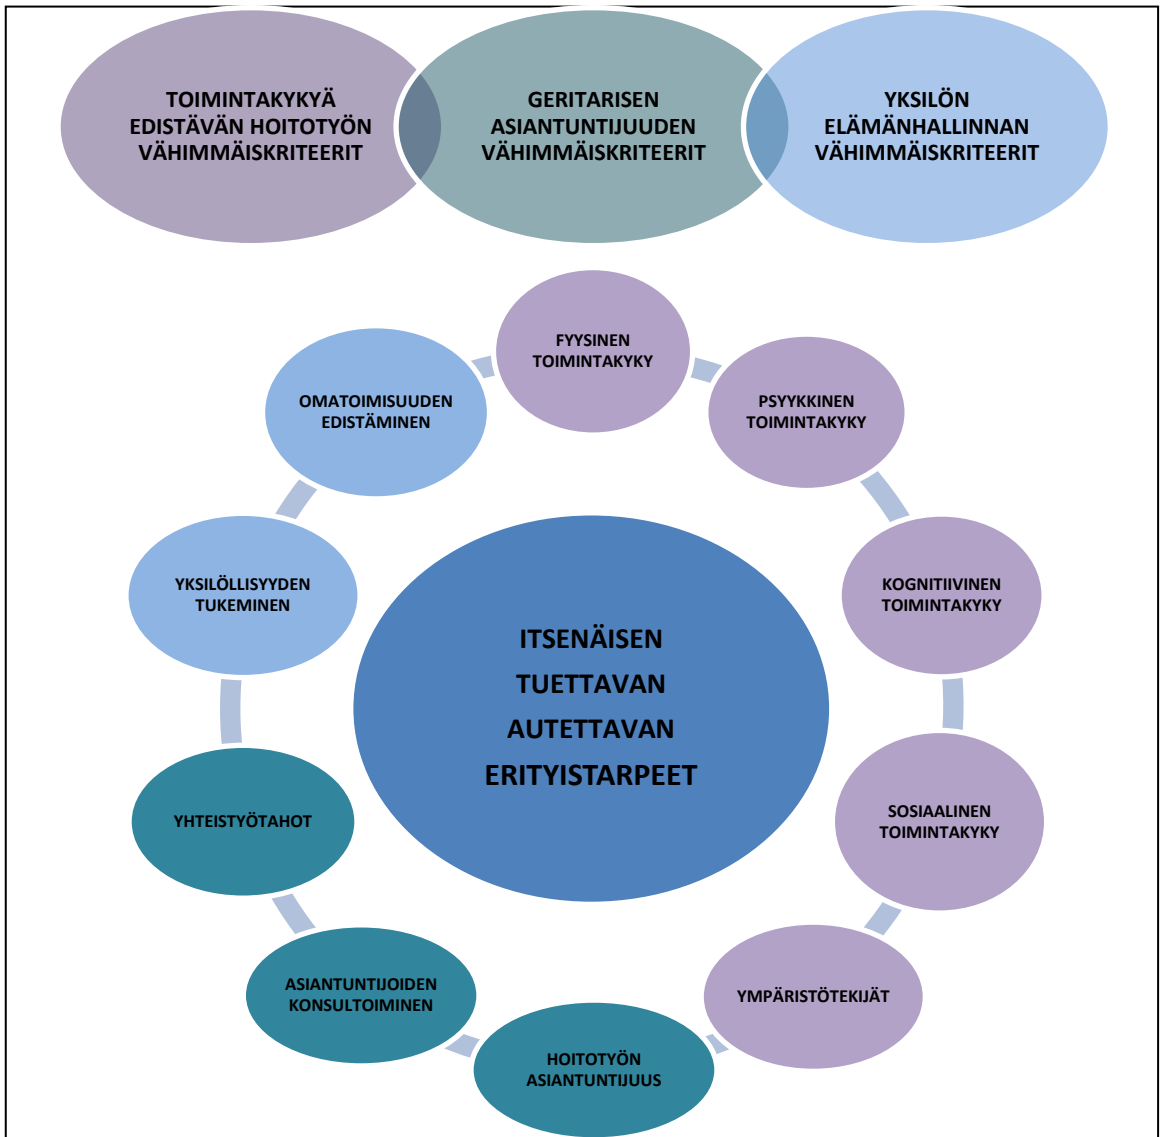 TOIMINTAKYKYÄ
EDISTÄVÄN HOITOTYÖN
VÄHIMMÄISKRITEERIT
GERITARISEN
ASIANTUNTIJUUDEN
VÄHIMMÄISKRITEERIT
YKSILÖN
ELÄMÄNHALLINNAN
VÄHIMMÄISKRITEERIT
FYYSINEN
TOIMINTAKYKY
PSYYKKINEN
TOIMINTAKYKY
KOGNITIIVINEN
TOIMINTAKYKY
SOSIAALINEN
TOIMINTAKYKY
YMPÄRISTÖTEKIJÄT
HOITOTYÖN
ASIANTUNTIJUUS
ASIANTUNTIJOIDEN
KONSULTOIMINEN
YHTEISTYÖTAHOT
YKSILÖLLISYYDEN
TUKEMINEN
OMATOIMISUUDEN
EDISTÄMINEN
ITSENÄISEN
TUETTAVAN
AUTETTAVAN
ERITYISTARPEET